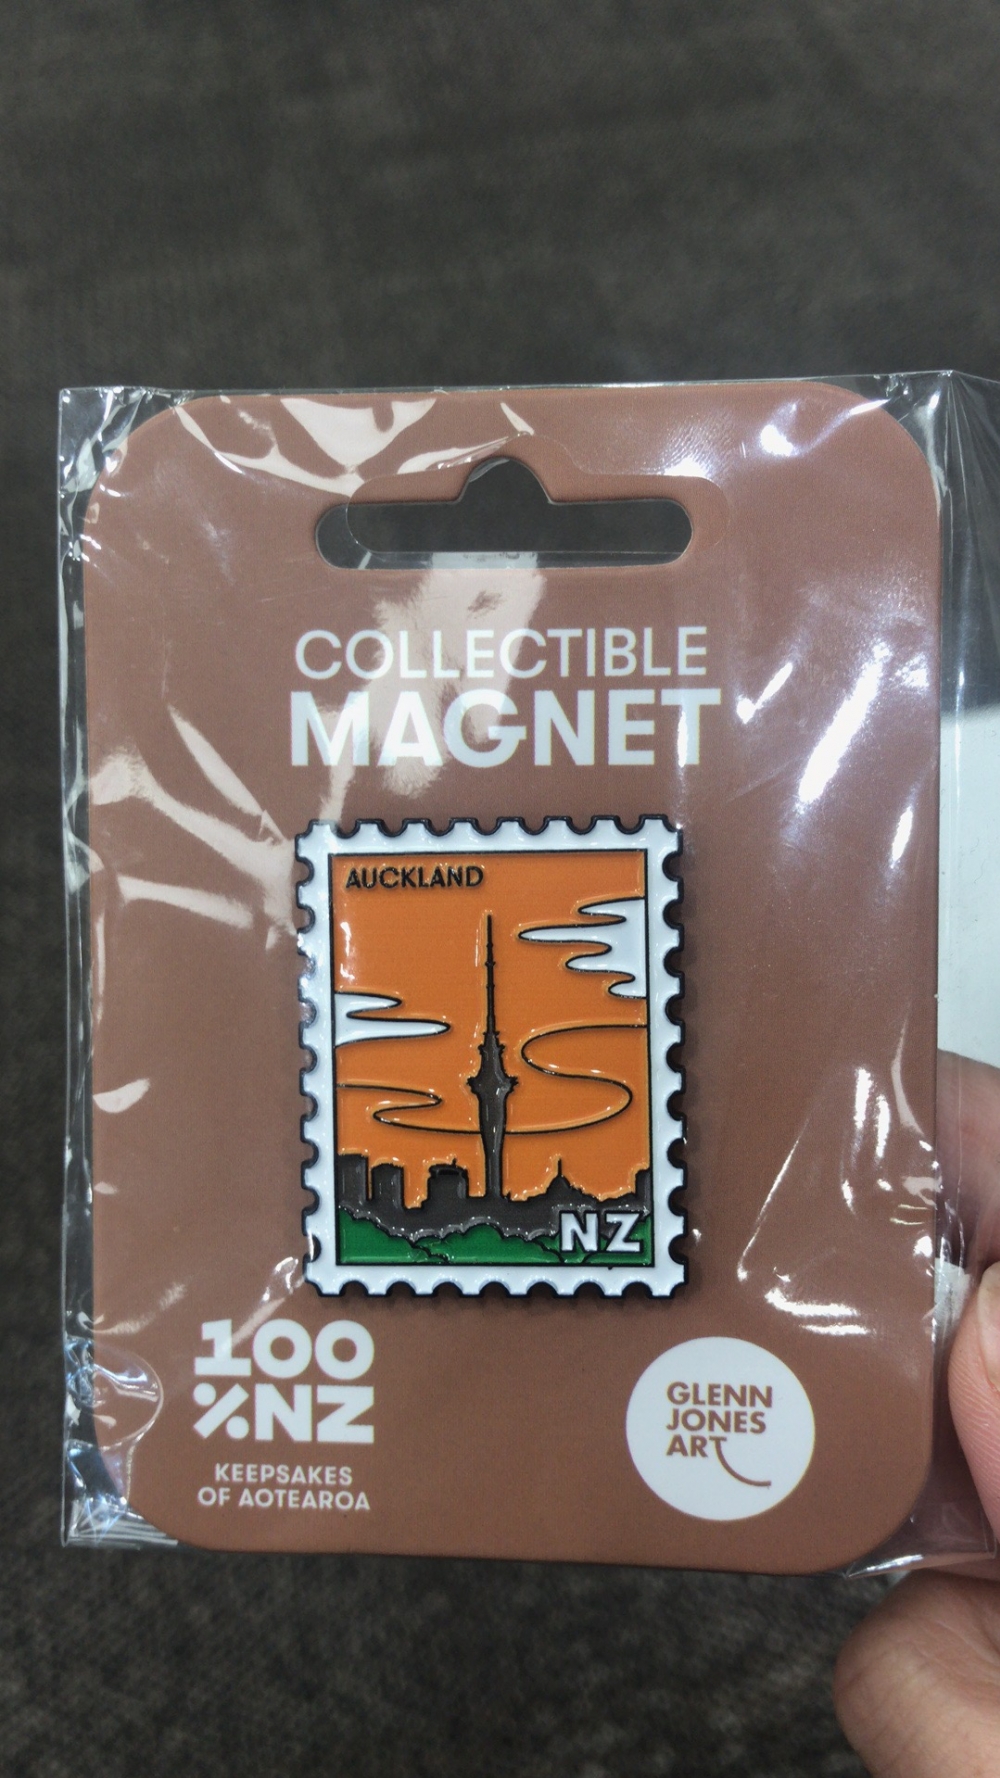 COLLECTIBLE
MAGNET
AUCKLAND
NZ
100
%NZ
KEEPSAKES
OF AOTEAROA
GLENN
JONES
ART